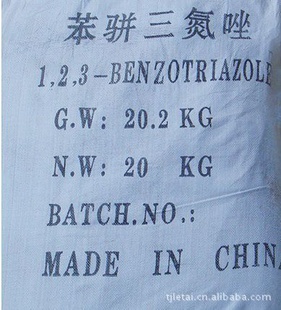 苯骈三氮唑
1,2,3-BENZOTRIAZOLE
G.W: 20.2 KG
N.W: 20 KG
BATCH.NO.:
MADE IN CHINA
tjletai.cn.alibaba.com